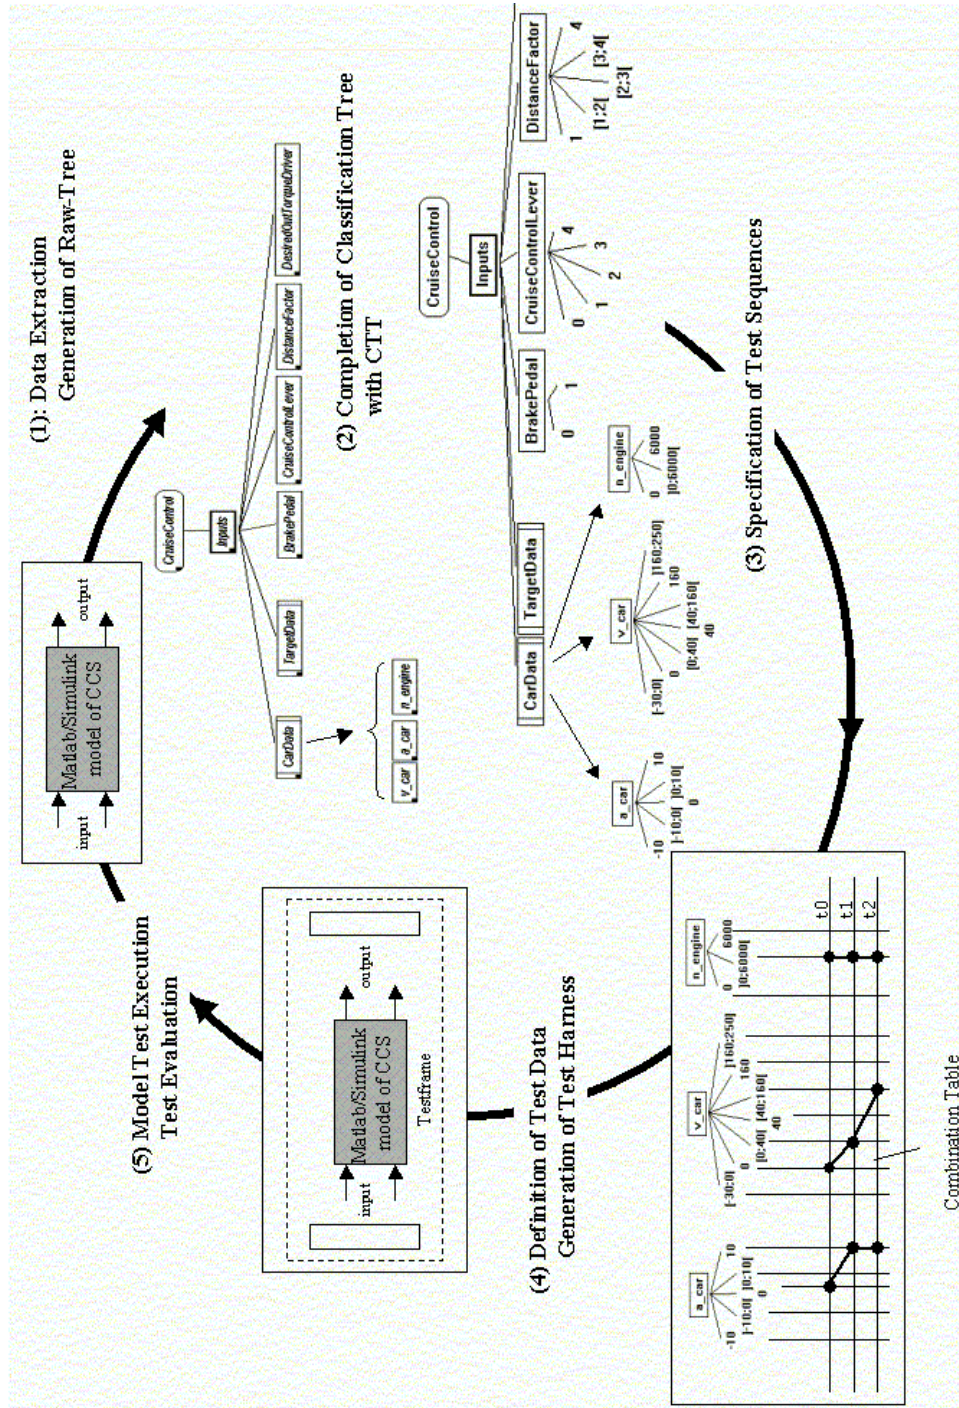 (1): Data Extraction
Generation of Raw-Tree
input
Matlab/Simulink
model of CCS
output
CruiseControl
Inputs
CarData
TargetData
BrakePedal
CruiseControlLever
DistanceFactor
DesiredOutTorqueDriver
v_car
a_car
n_engine
(2) Completion of Classification Tree
with CTT
CruiseControl
Inputs
CarData
TargetData
BrakePedal
CruiseControlLever
DistanceFactor
0
1
0
1
2
3
4
1
[1;2[
[2;3[
[3;4[
4
a_car
-10
]-10;0[
0
]0;10[
10
v_car
[-30;0[
0
[0;40[
40
[40;160[
160
]160;250]
n_engine
0
]0;6000[
6000
(3) Specification of Test Sequences
a_car
-10
]-10;0[
0
]0;10[
10
v_car
[-30;0[
0
[0;40[
40
[40;160[
160
]160;250]
n_engine
0
]0;6000[
6000
t0
t1
t2
Combination Table
(4) Definition of Test Data
Generation of Test Harness
input
Matlab/Simulink
model of CCS
output
Testframe
(5) Model Test Execution
Test Evaluation